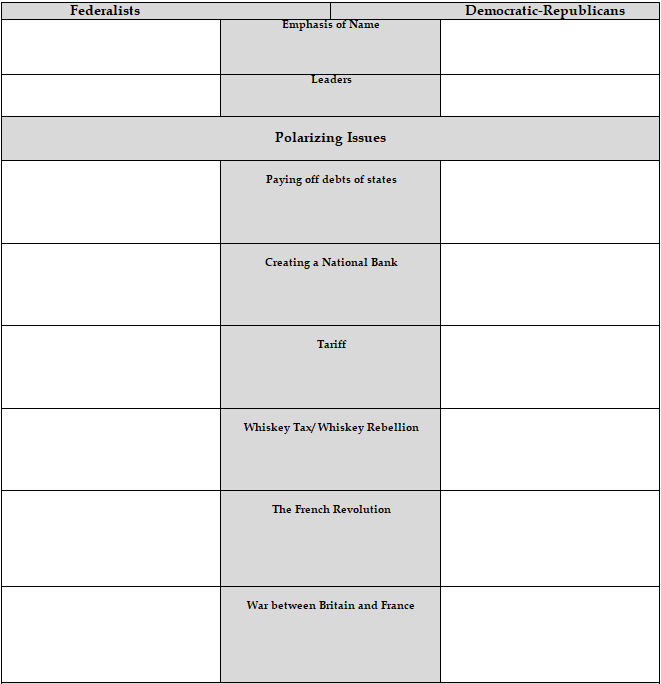 Federalists
Democratic-Republicans
Emphasis of Name
Leaders
Polarizing Issues
Paying off debts of states
Creating a National Bank
Tariff
Whiskey Tax/ Whiskey Rebellion
The French Revolution
War between Britain and France